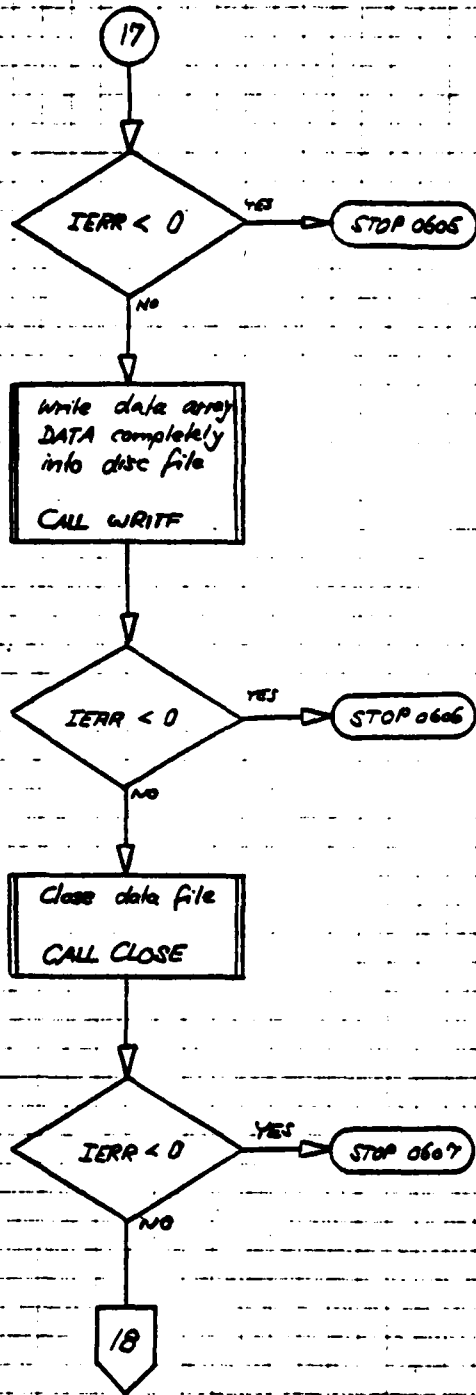 17
IERR < 0
YES
STOP 0605
NO
Write data array
DATA completely
into disc file
CALL WRITF
IERR < 0
YES
STOP 0606
NO
Close data file
CALL CLOSE
IERR < 0
YES
STOP 0607
NO
18